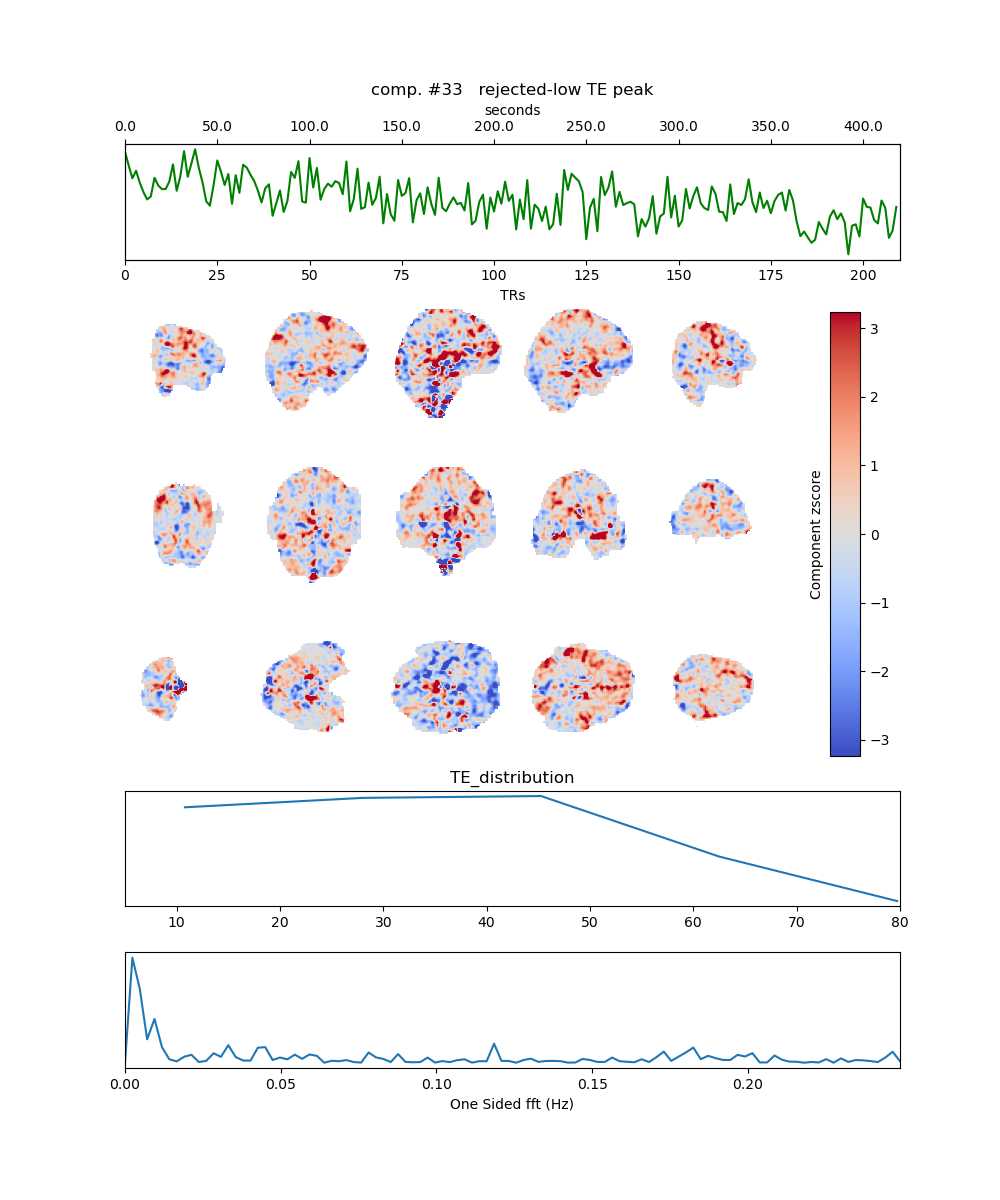 comp. #33   rejected-low TE peak
seconds
0.0 50.0 100.0 150.0 200.0 250.0 300.0 350.0 400.0
0 25 50 75 100 125 150 175 200
TRs
3
2
1
0
−1
−2
−3
Component zscore
TE_distribution
10 20 30 40 50 60 70 80
0.00 0.05 0.10 0.15 0.20
One Sided fft (Hz)